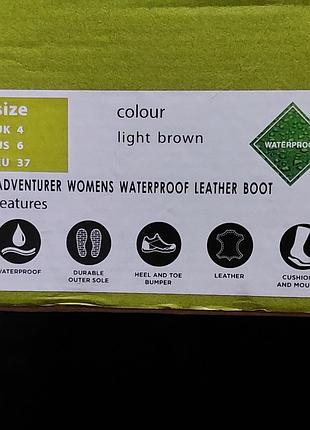 size
UK 4
US 6
EU 37
colour
light brown
WATERPROOF
ADVENTURER WOMENS WATERPROOF LEATHER BOOT
features
WATERPROOF
DURABLE
OUTER SOLE
HEEL AND TOE
BUMPER
LEATHER
CUSHION
AND MOU